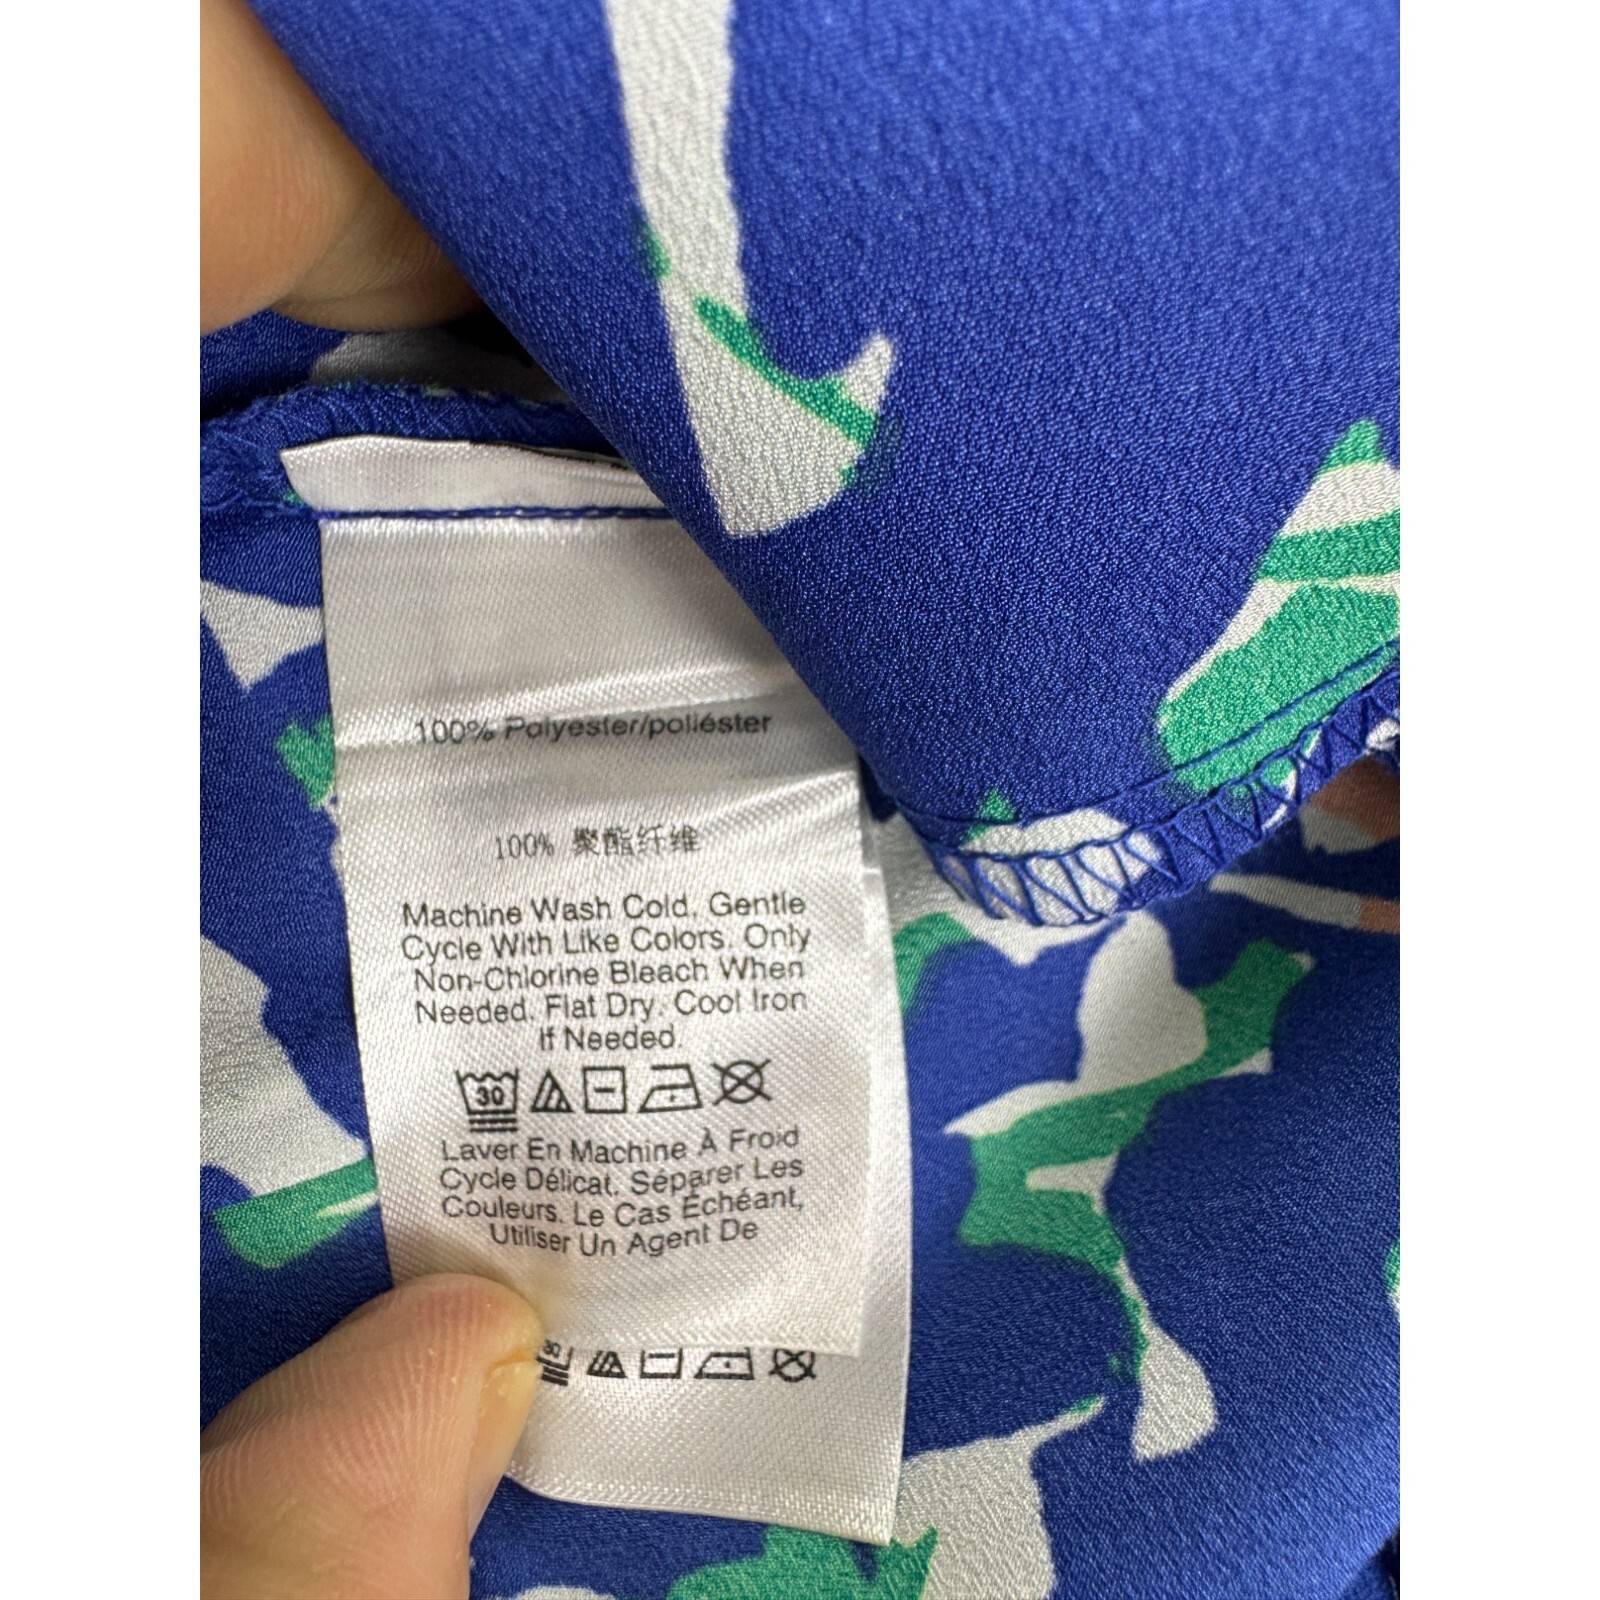 100% Polyester/poliéster
100% 聚酯纤维
Machine Wash Cold. Gentle
Cycle With Like Colors. Only
Non-Chlorine Bleach When
Needed. Flat Dry. Cool Iron
If Needed.
30
Laver En Machine À Froid
Cycle Délicat. Séparer Les
Couleurs. Le Cas Échéant,
Utiliser Un Agent De
30